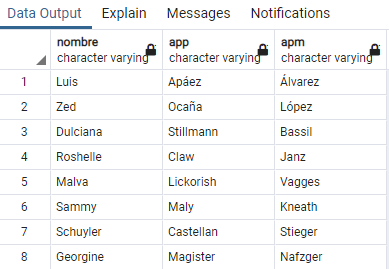 Data Output Explain Messages Notifications
nombre app apm
character varying character varying character varying
1 Luis Apáez Álvarez
2 Zed Ocaña López
3 Dulciana Stillmann Bassil
4 Roshelle Claw Janz
5 Malva Lickorish Vagges
6 Sammy Maly Kneath
7 Schuyler Castellan Stieger
8 Georgine Magister Nafzger